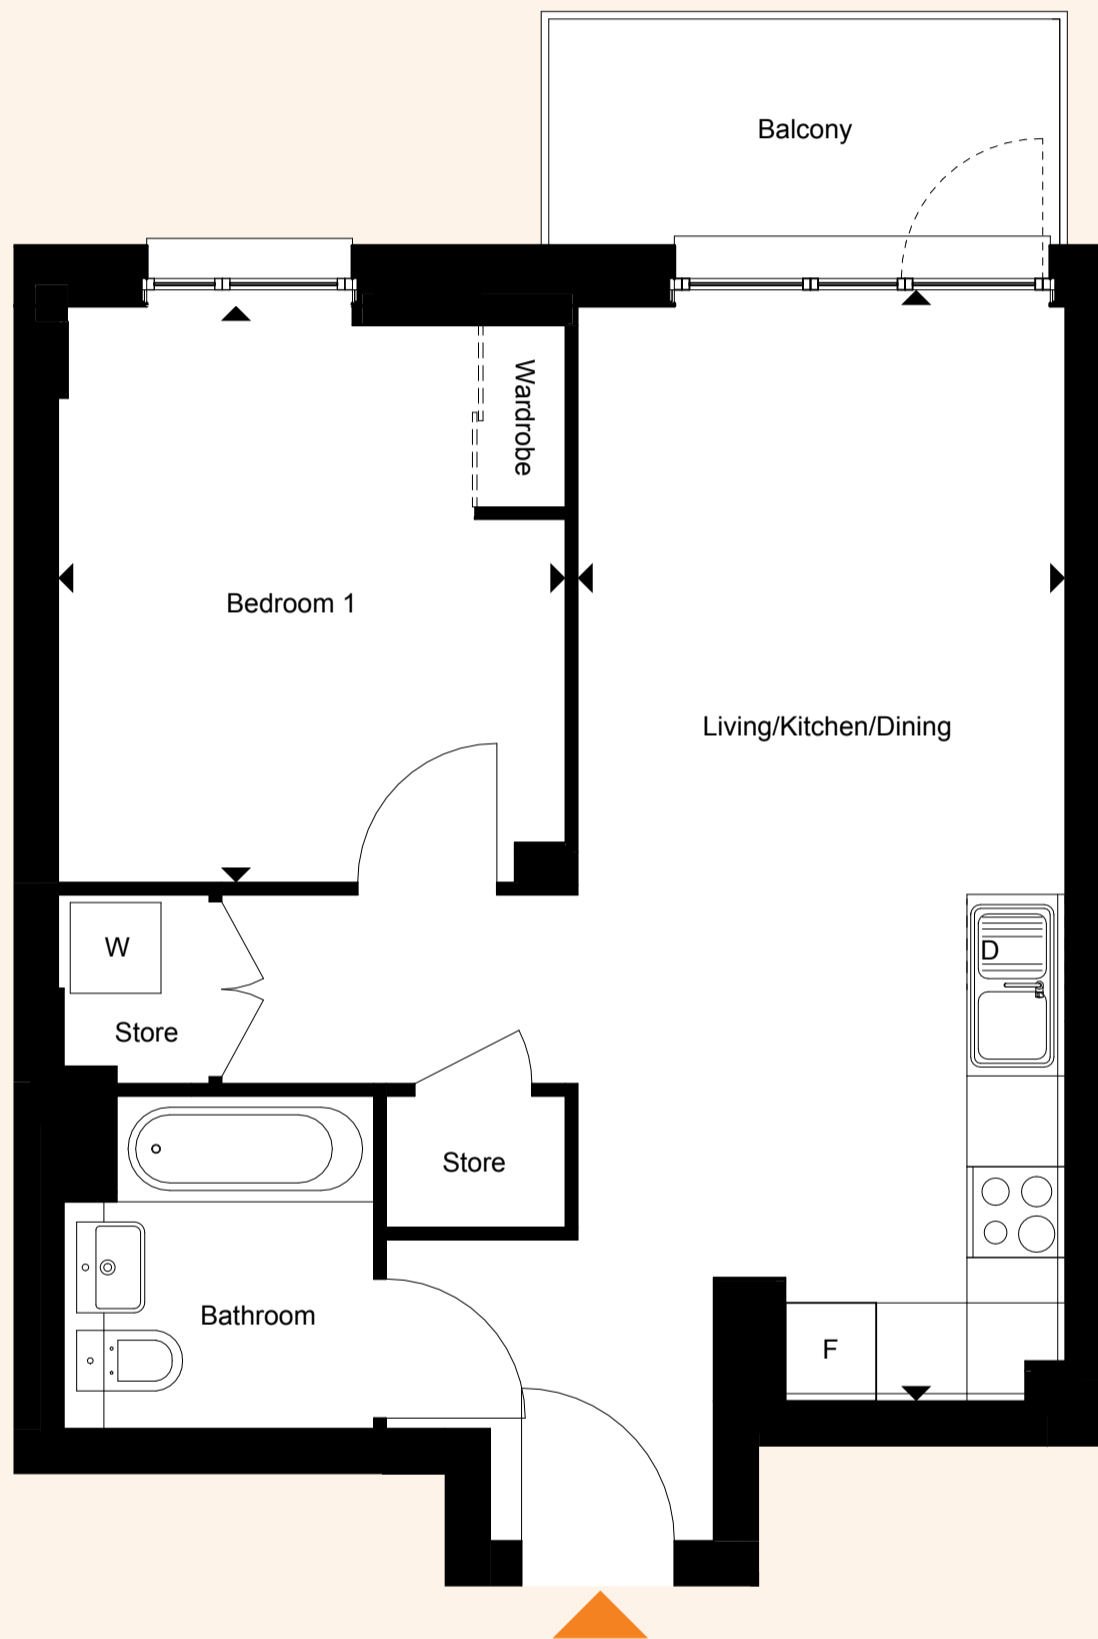 Balcony
Wardrobe
Bedroom 1
Living/Kitchen/Dining
W
D
Store
Store
Bathroom
F